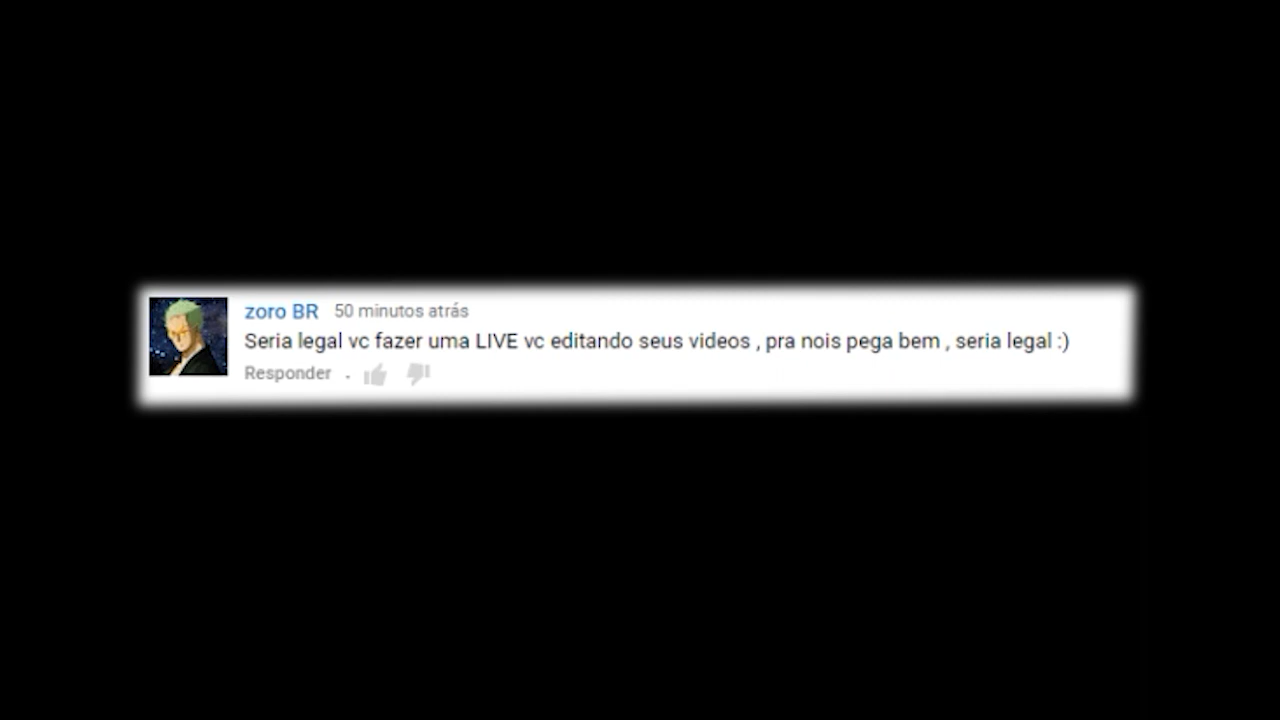 zoro BR 50 minutos atrás
Seria legal vc fazer uma LIVE vc editando seus videos , pra nois pega bem , seria legal :)
Responder .